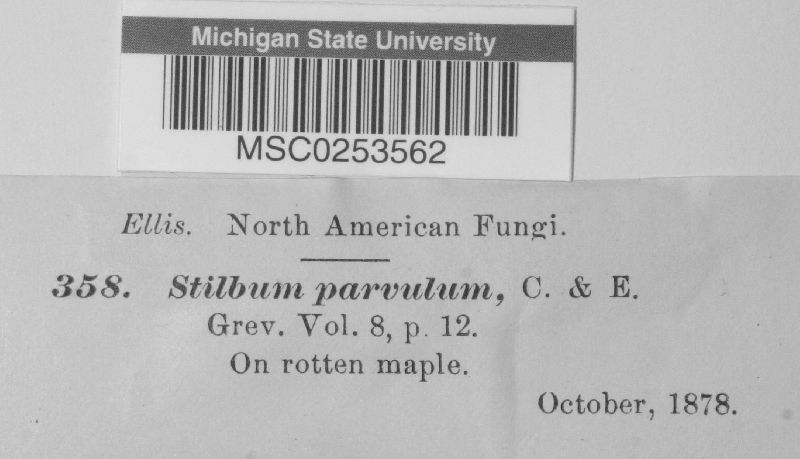 Michigan State University
MSC0253562
Ellis. North American Fungi.
358. Stilbum parvulum, C. & E.
Grev. Vol. 8, p. 12.
On rotten maple.
October, 1878.